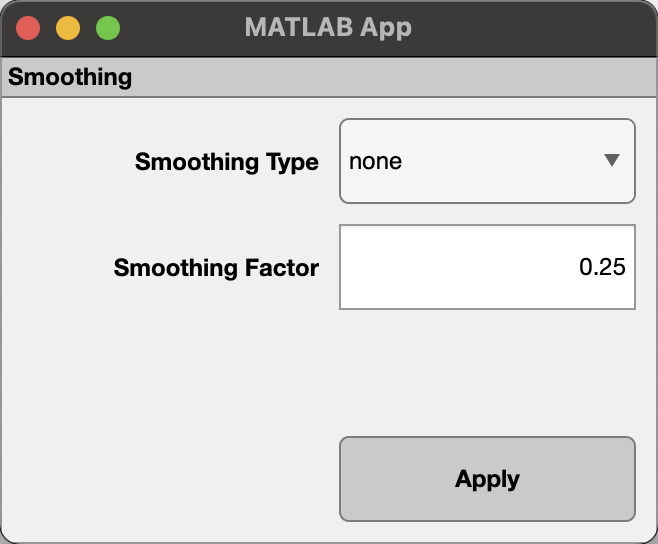 MATLAB App
Smoothing
Smoothing Type none
Smoothing Factor 0.25
Apply